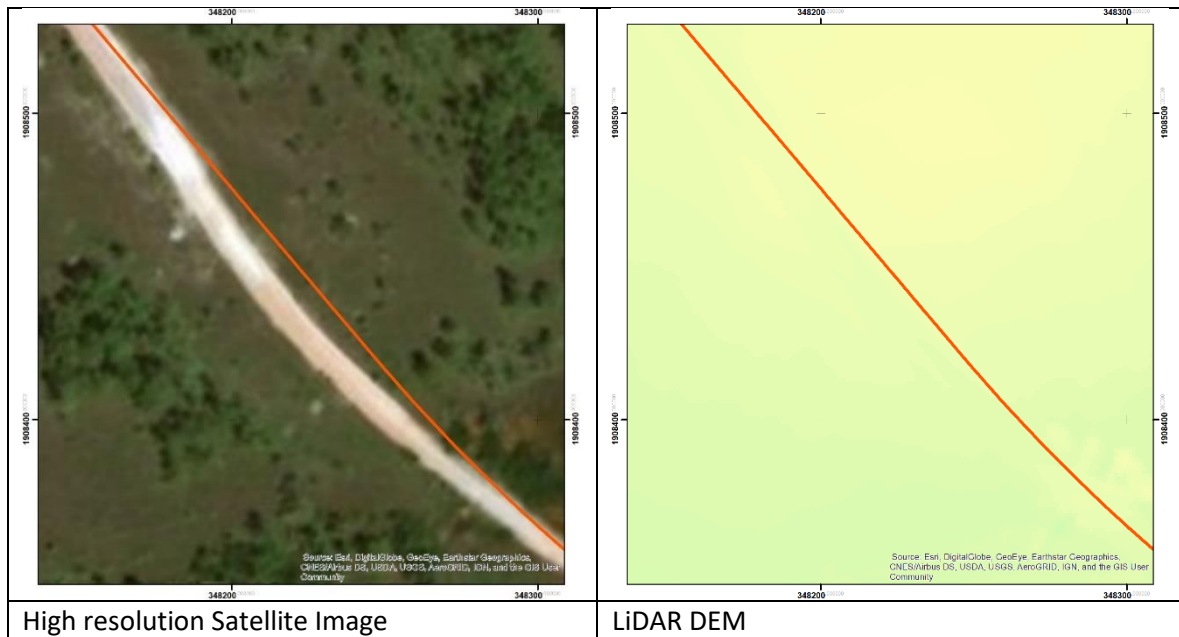 348200 348300
348200 348300
1908500
1908500
1908500
1908500
1908400
1908400
1908400
1908400
Source: Esri, DigitalGlobe, GeoEye, Earthstar Geographics,
CNES/Airbus DS, USDA, USGS, AeroGRID, IGN, and the GIS User
Community
Source: Esri, DigitalGlobe, GeoEye, Earthstar Geographics,
CNES/Airbus DS, USDA, USGS, AeroGRID, IGN, and the GIS User
Community
348200 348300
348200 348300
High resolution Satellite Image
LiDAR DEM